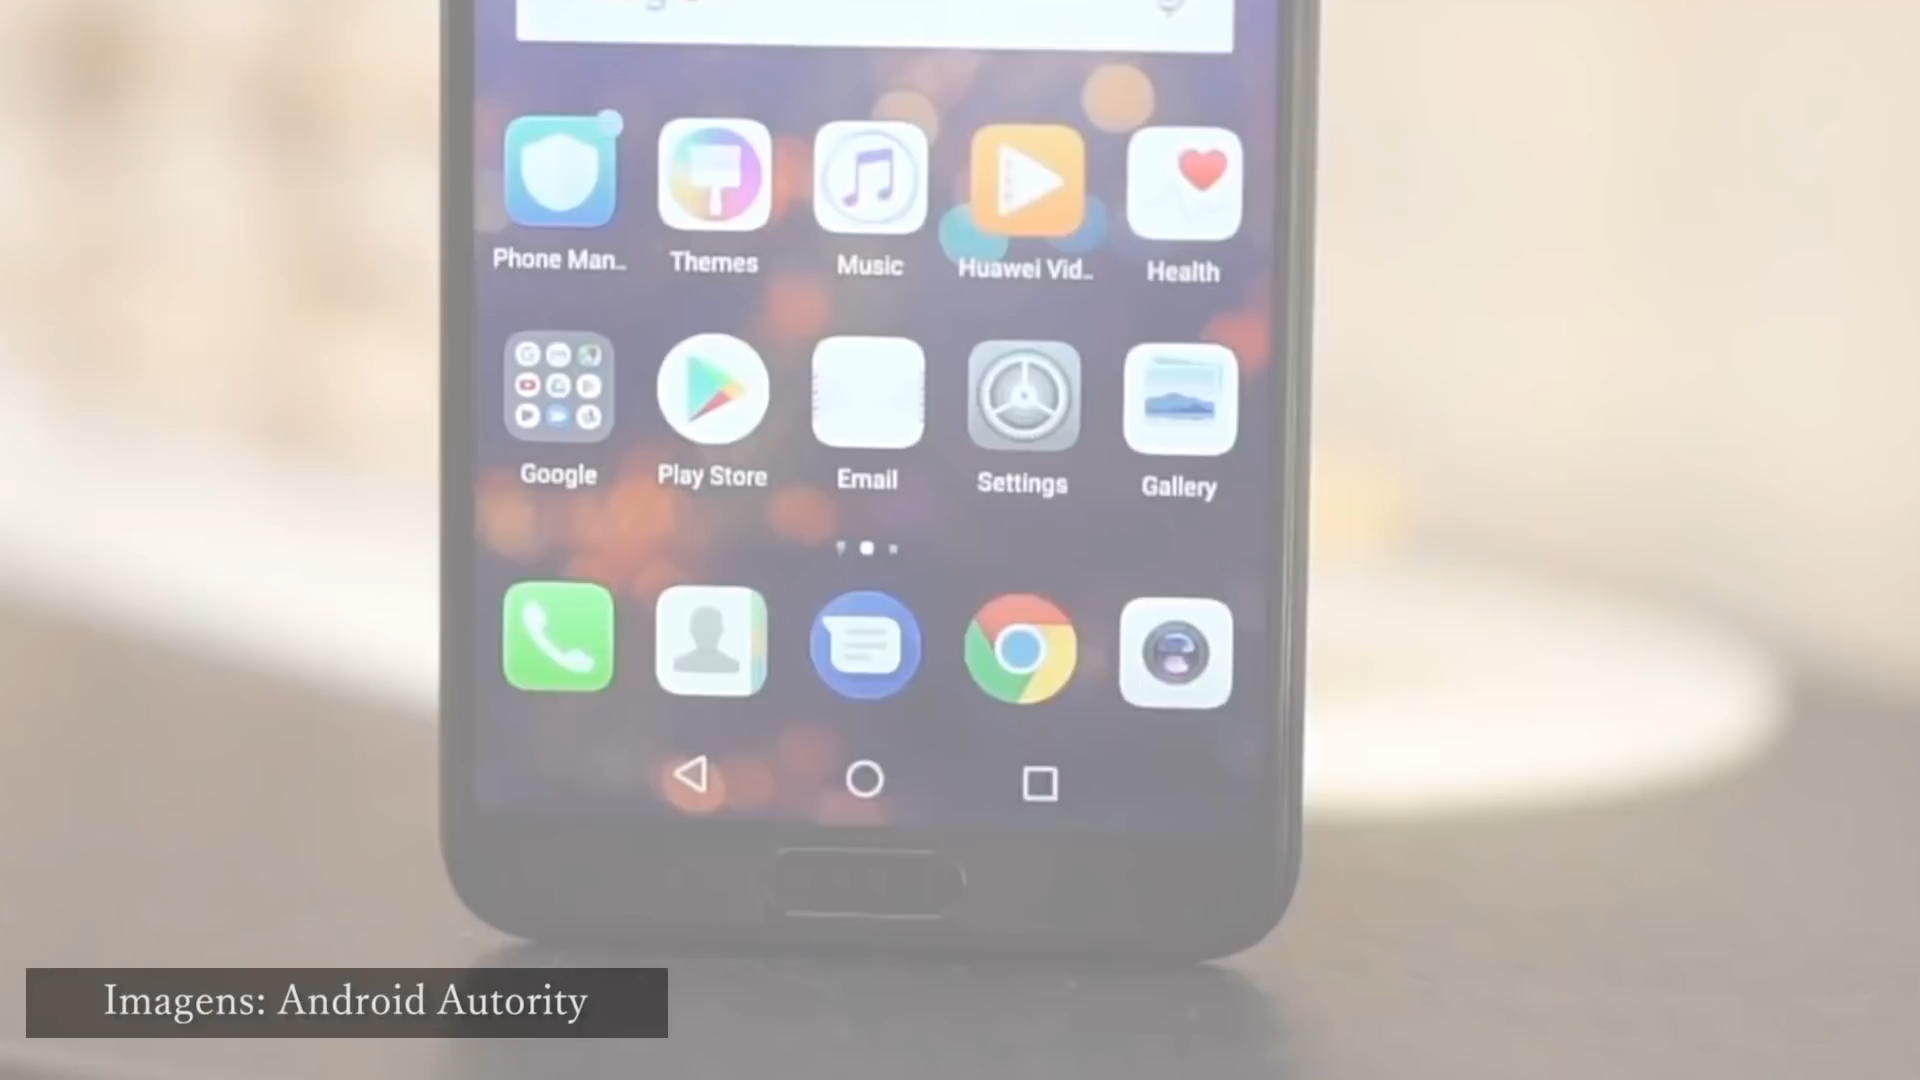 Phone Man...
Themes
Music
Huawei Vid...
Health
Google
Play Store
Email
Settings
Gallery
Imagens: Android Autority